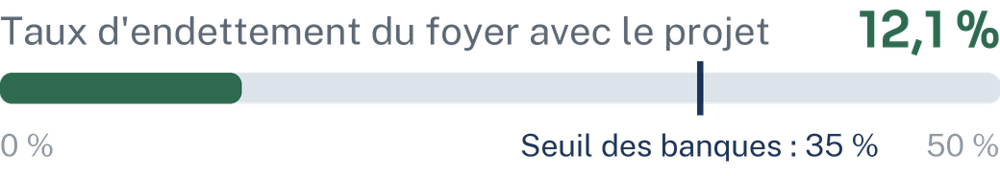 Taux d'endettement du foyer avec le projet 12,1 %
0 % Seuil des banques : 35 % 50 %